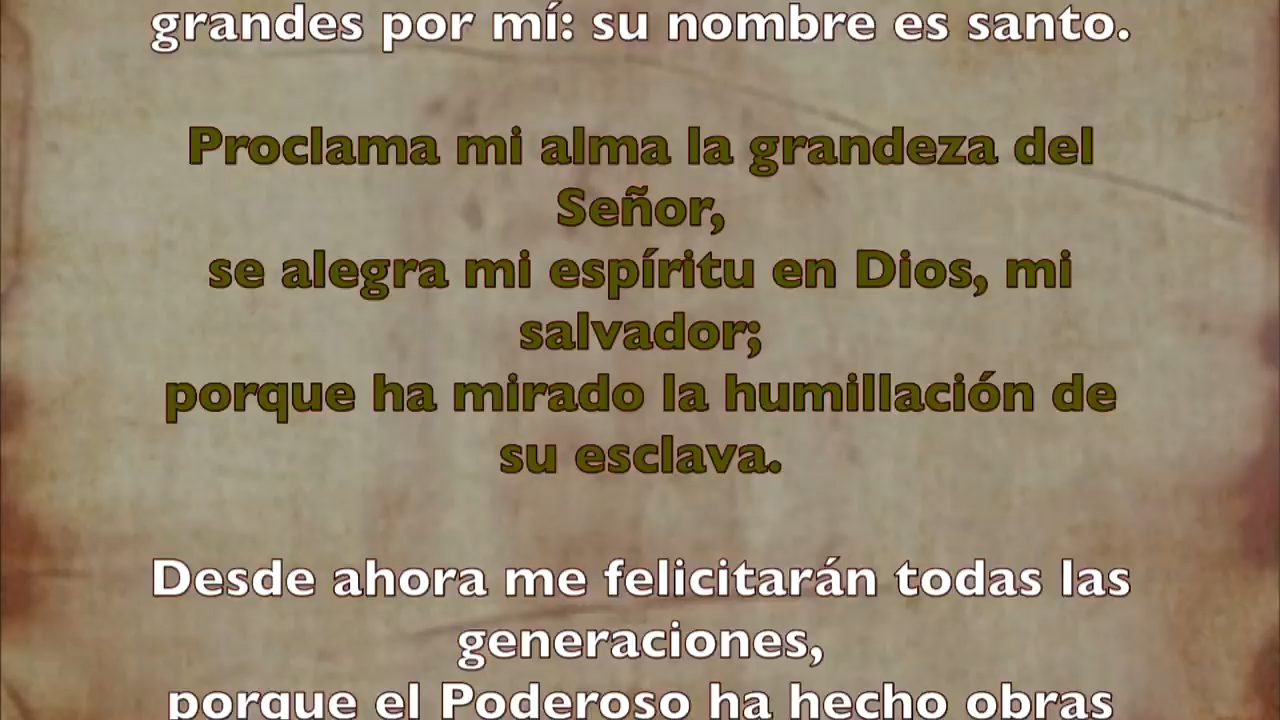 grandes por mí: su nombre es santo.
Proclama mi alma la grandeza del
Señor,
se alegra mi espíritu en Dios, mi
salvador;
porque ha mirado la humillación de
su esclava.
Desde ahora me felicitarán todas las
generaciones,
porque el Poderoso ha hecho obras